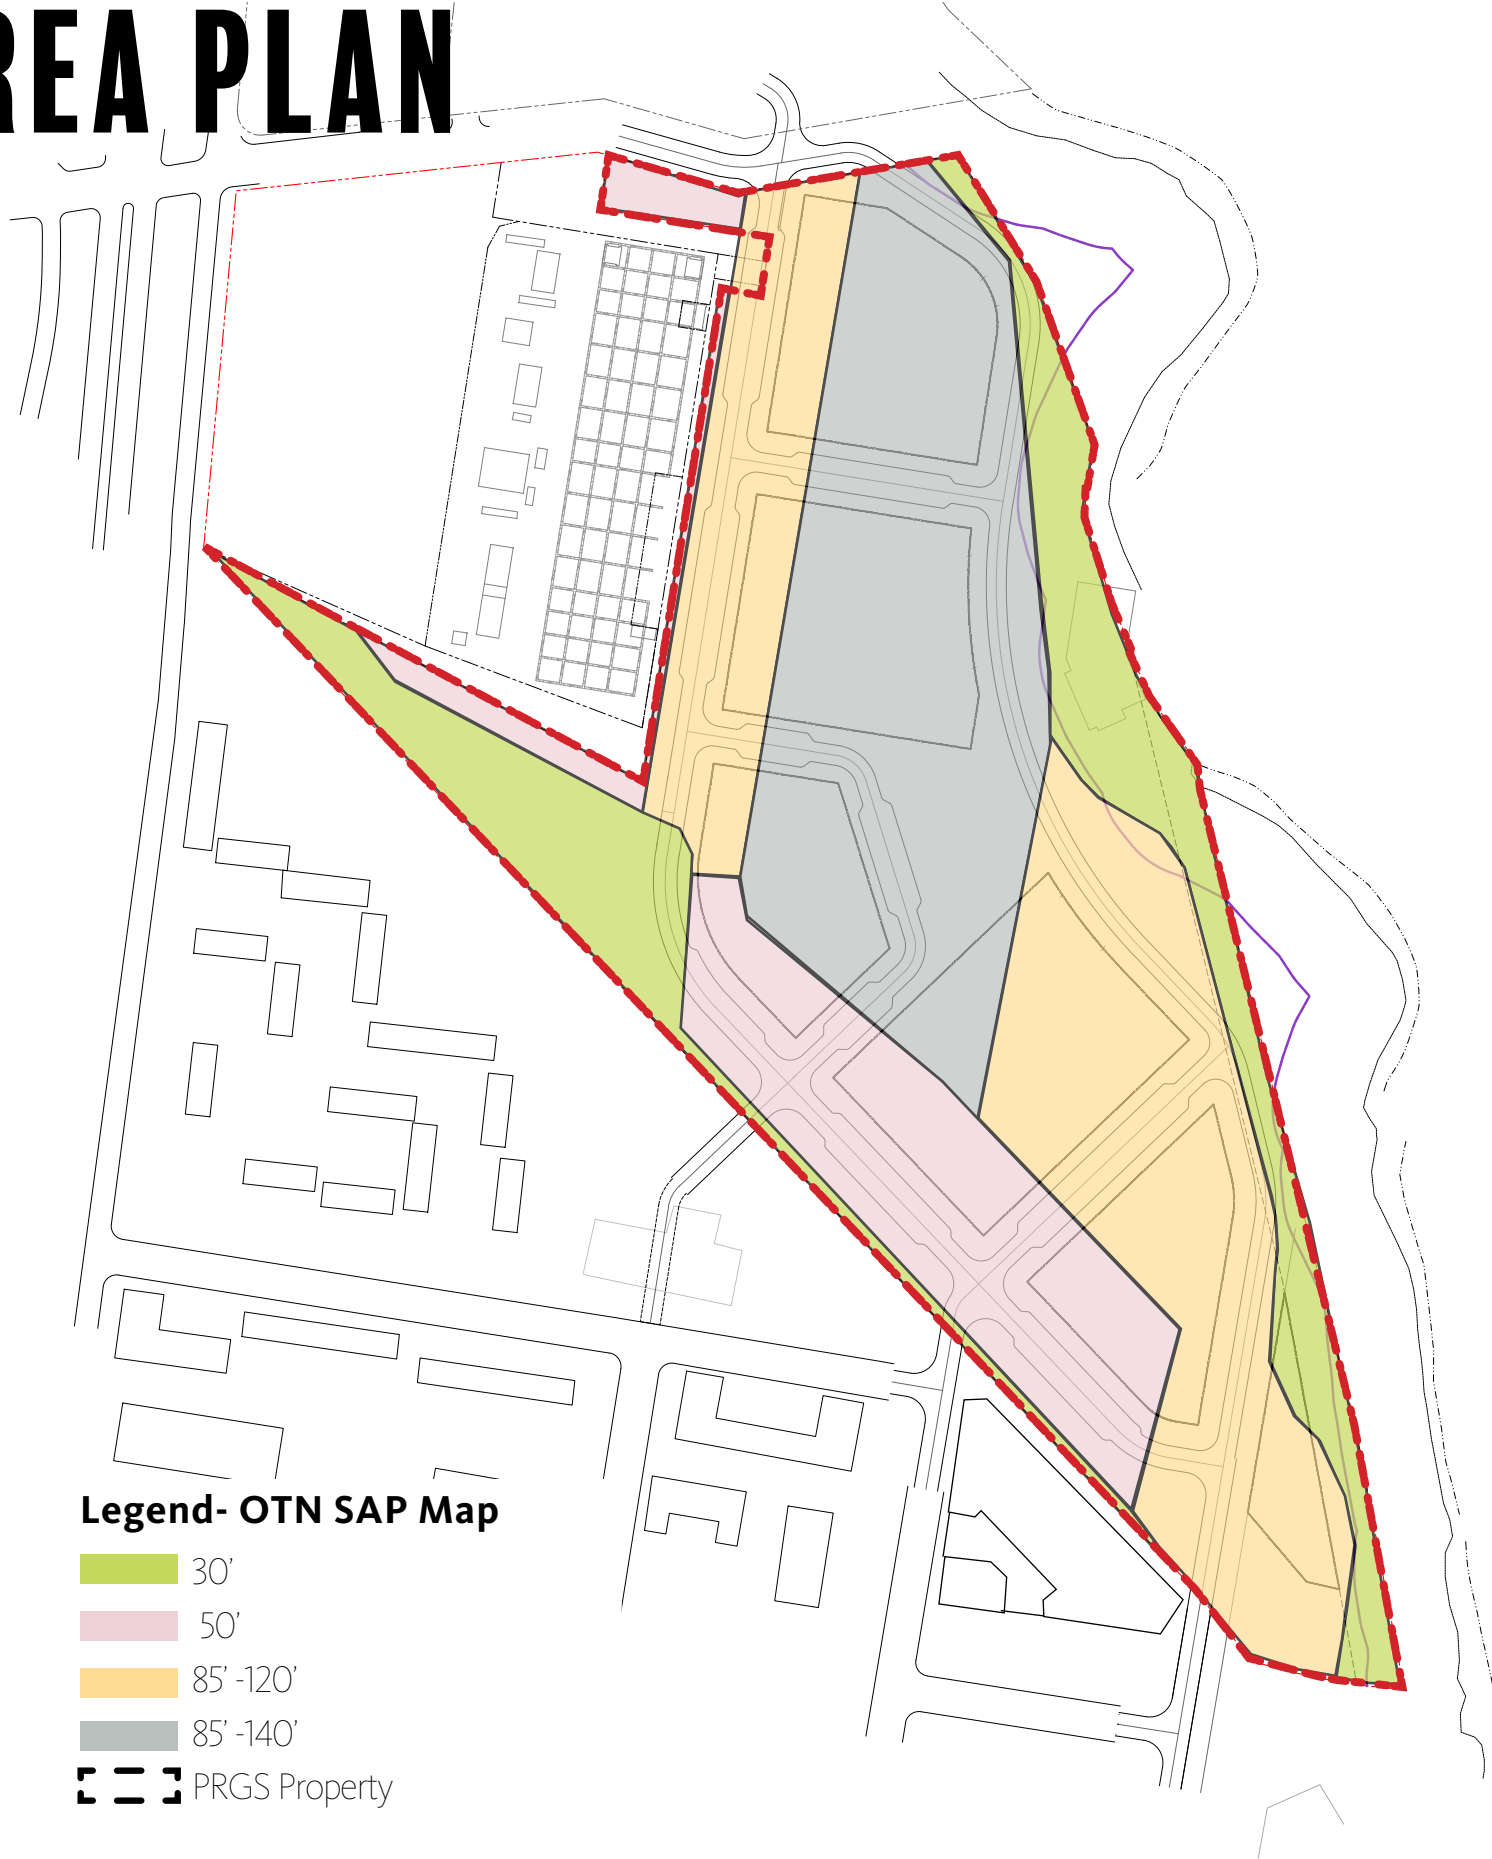 REA PLAN
Legend- OTN SAP Map
30’
50’
85’ -120’
85’ -140’
PRGS Property